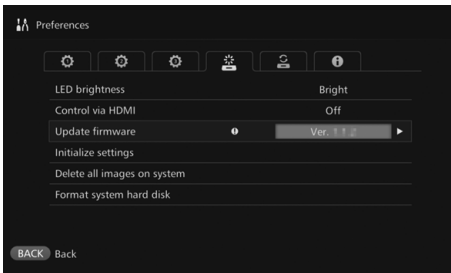 Preferences
LED brightness Bright
Control via HDMI Off
Update firmware Ver.
Initialize settings
Delete all images on system
Format system hard disk
BACK Back